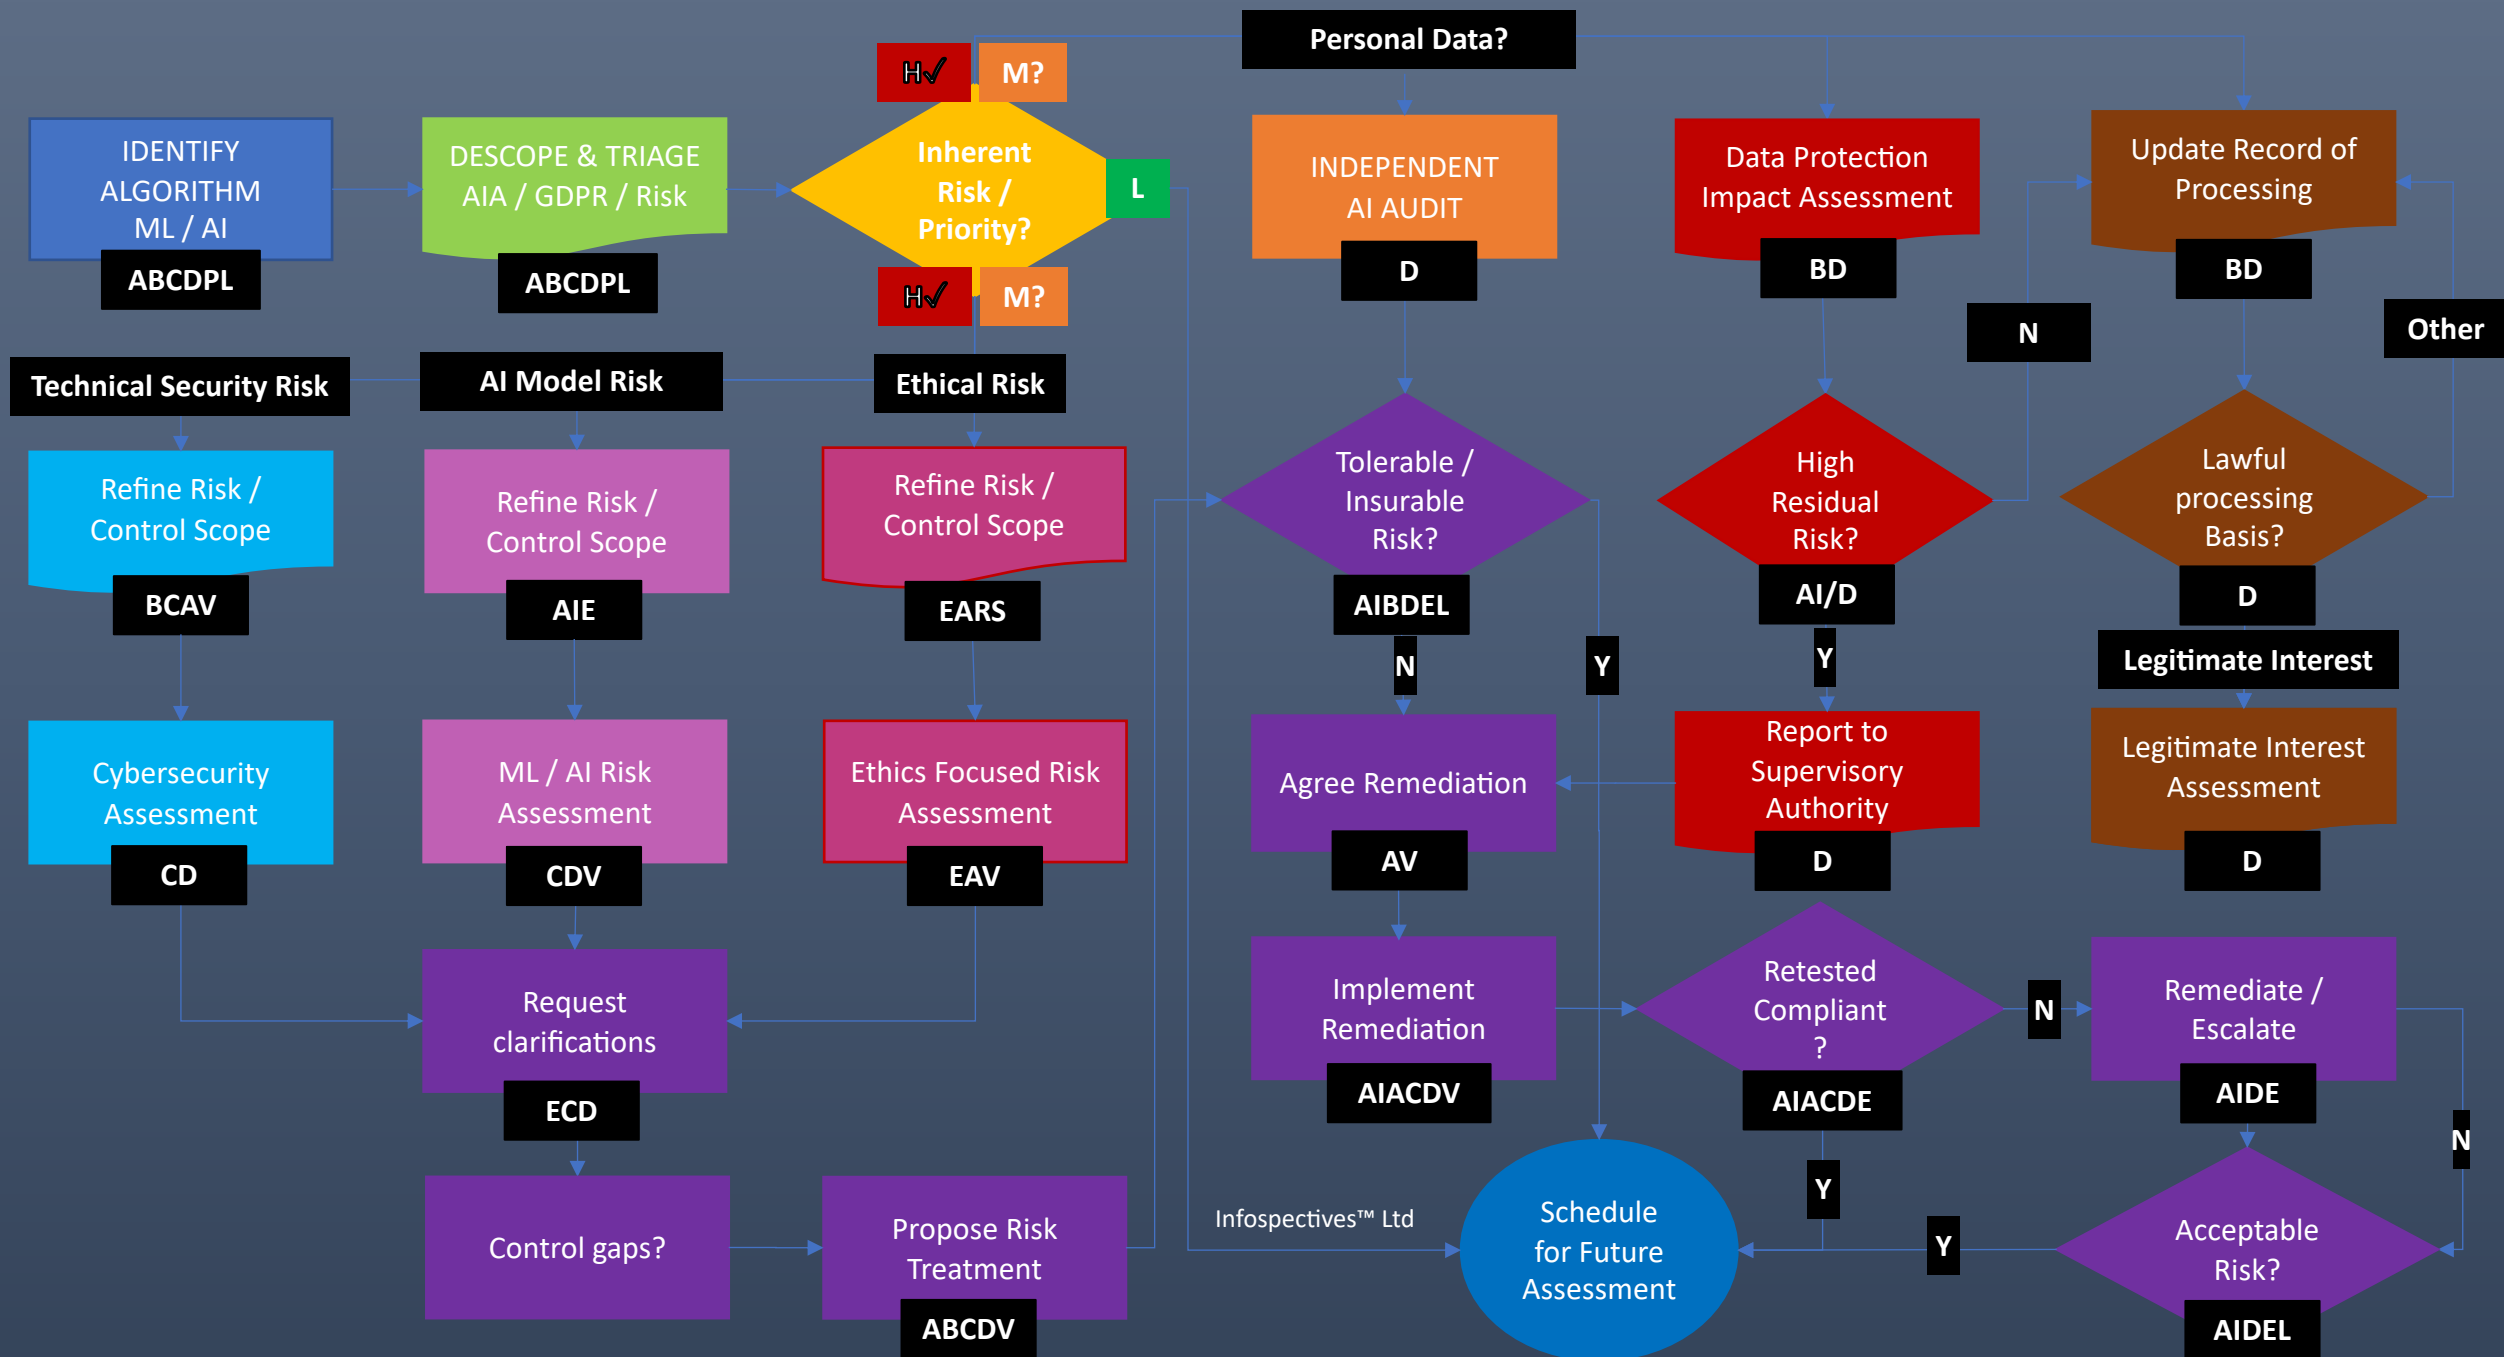 Personal Data?
H✓
M?
IDENTIFY
ALGORITHM
ML / AI
ABCDPL
DESCOPE & TRIAGE
AIA / GDPR / Risk
ABCDPL
Inherent
Risk /
Priority?
L
H✓
M?
INDEPENDENT
AI AUDIT
D
Data Protection
Impact Assessment
BD
Update Record of
Processing
BD
N
Other
Technical Security Risk
AI Model Risk
Ethical Risk
Refine Risk /
Control Scope
BCAV
Refine Risk /
Control Scope
AIE
Refine Risk /
Control Scope
EARS
Tolerable /
Insurable
Risk?
AIBDEL
N
Y
High
Residual
Risk?
AI/D
Y
Lawful
processing
Basis?
D
Legitimate Interest
Cybersecurity
Assessment
CD
ML / AI Risk
Assessment
CDV
Ethics Focused Risk
Assessment
EAV
Agree Remediation
AV
Report to
Supervisory
Authority
D
Legitimate Interest
Assessment
D
Request
clarifications
ECD
Implement
Remediation
AIACDV
Retested
Compliant
?
AIACDE
N
Remediate /
Escalate
AIDE
N
Control gaps?
Propose Risk
Treatment
ABCDV
Infospectives™ Ltd
Schedule
for Future
Assessment
Y
Y
Acceptable
Risk?
AIDEL